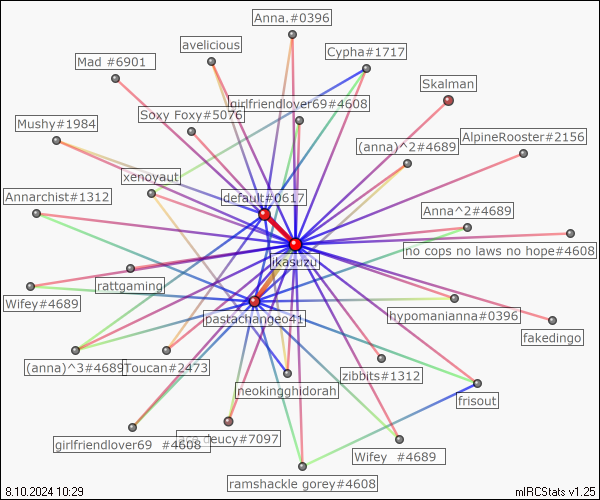 Anna.#0396
avelicious
Cypha#1717
Mad #6901
Skalman
girlfriendlover69#4608
Soxy Foxy#5076
Mushy#1984
(anna)^2#4689
AlpineRooster#2156
xenoyaut
Annarchist#1312
default#0617
Anna^2#4689
no cops no laws no hope#4608
ikasuzu
rattgaming
Wifey#4689
pastachangeo41
hypomanianna#0396
fakedingo
(anna)^3#4689
Toucan#2473
zibbits#1312
neokingghidorah
frisout
girlfriendlover69 #4608
deucy#7097
Wifey #4689
ramshackle gorey#4608
8.10.2024 10:29
mIRCStats v1.25